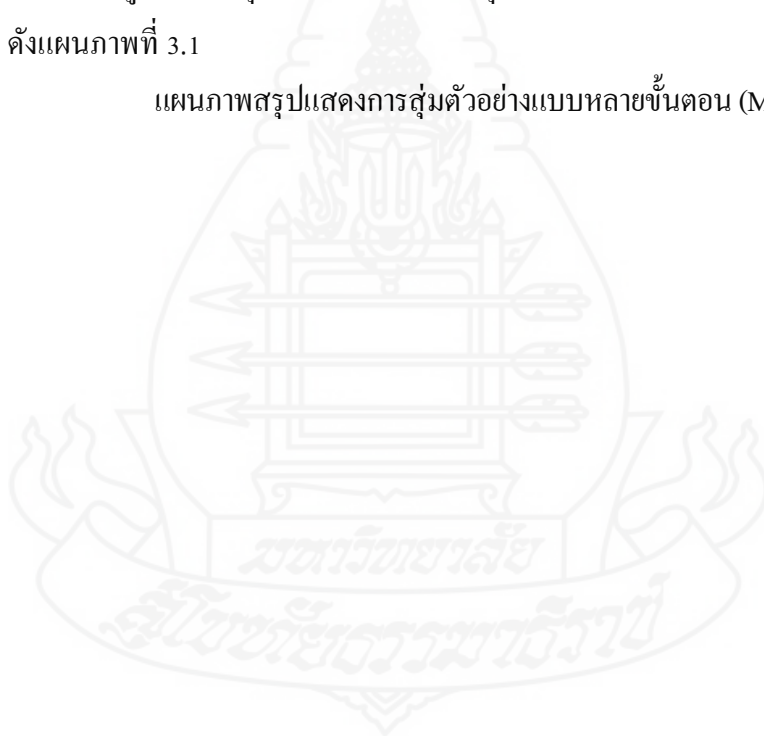 ดังแผนภาพที่ 3.1
แผนภาพสรุปแสดงการสุ่มตัวอย่างแบบหลายขั้นตอน (M
มหาวิทยาลัย
สุโขทัยธรรมาธิราช